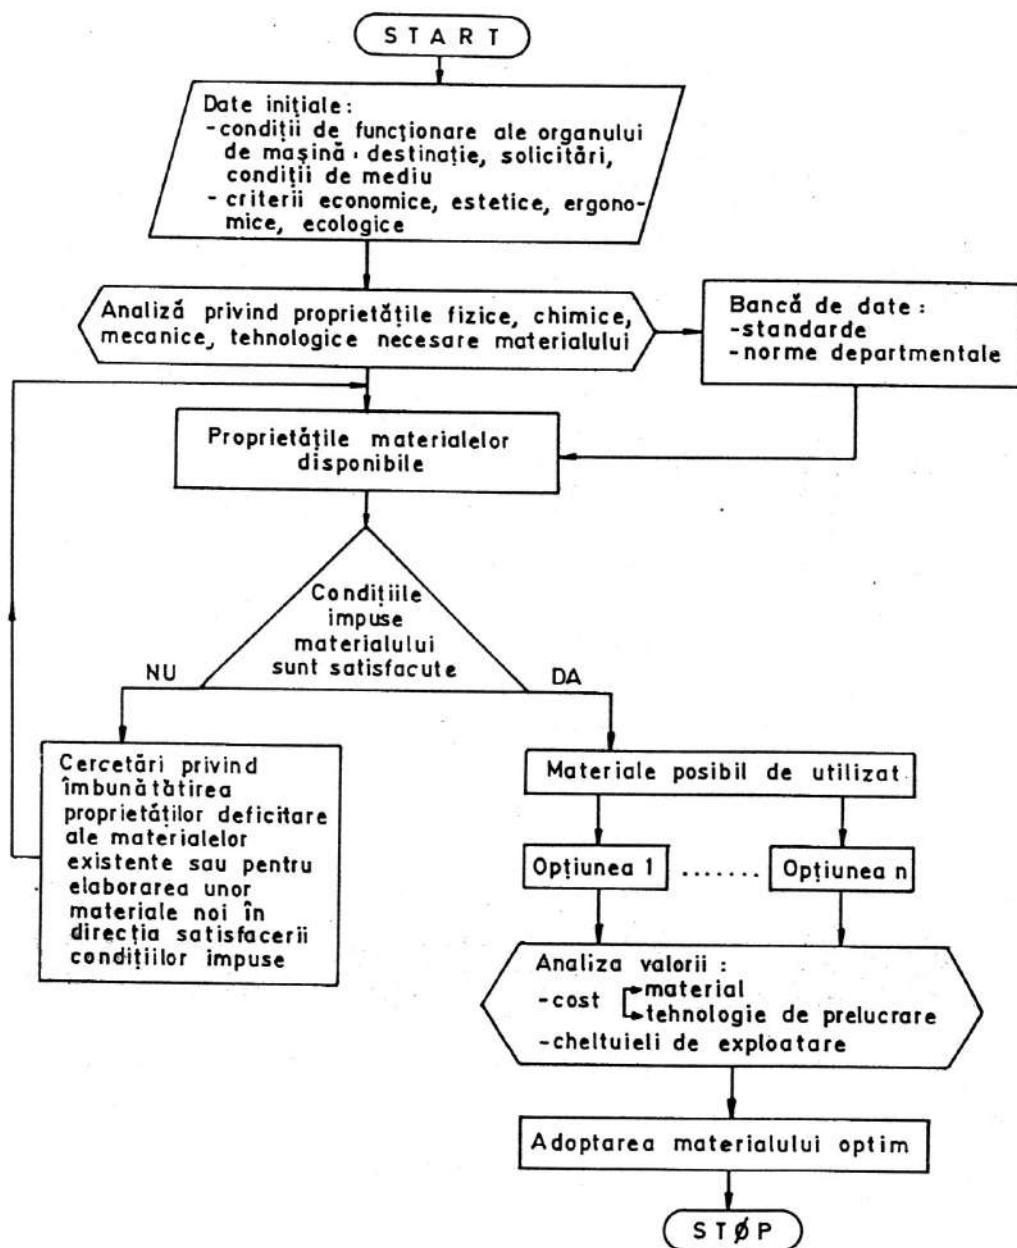 START
Date inițiale:
-condiții de funcționare ale organului
de mașină · destinație, solicitări,
condiții de mediu
- criterii economice, estetice, ergono-
mice, ecologice
Analiză privind proprietățile fizice, chimice,
mecanice, tehnologice necesare materialului
Bancă de date:
-standarde
-norme departmentale
Proprietățile materialelor
disponibile
Condițiile
impuse
materialului
sunt satisfacute
NU
DA
Cercetări privind
îmbunătătirea
proprietăților deficitare
ale materialelor
existente sau pentru
elaborarea unor
materiale noi în
direcția satisfacerii
condițiilor impuse
Materiale posibil de utilizat
Opțiunea 1 ....... Opțiunea n
Analiza valorii :
-cost
material
tehnologie de prelucrare
-cheltuieli de exploatare
Adoptarea materialului optim
STØP